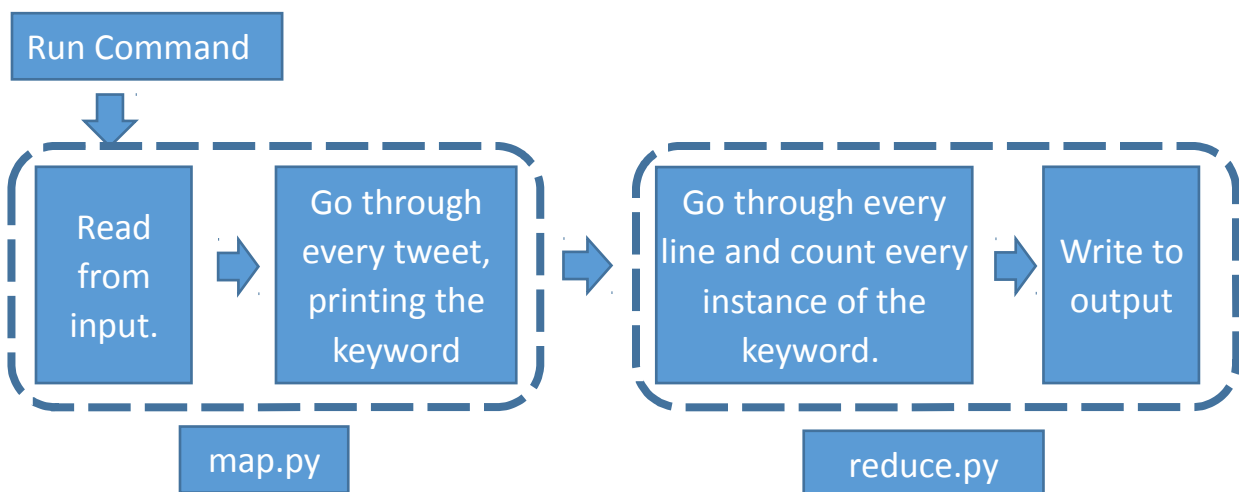 Run Command
Read
from
input.
Go through
every tweet,
printing the
keyword
Go through every
line and count every
instance of the
keyword.
Write to
output
map.py
reduce.py